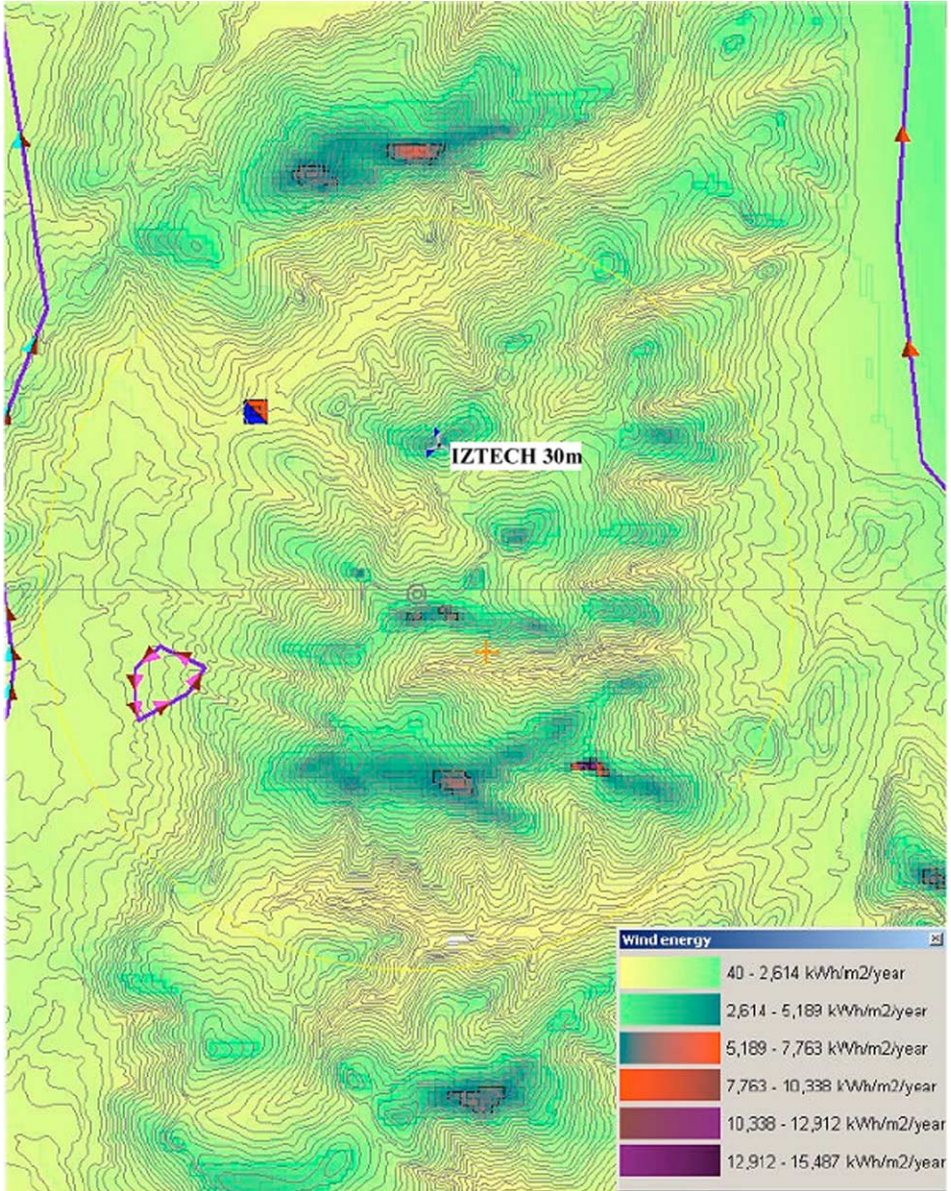 IZTECH 30m
Wind energy
40 - 2,614 kWh/m2/year
2,614 - 5,189 kWh/m2/year
5,189 - 7,763 kWh/m2/year
7,763 - 10,338 kWh/m2/year
10,338 - 12,912 kWh/m2/year
12,912 - 15,487 kWh/m2/year